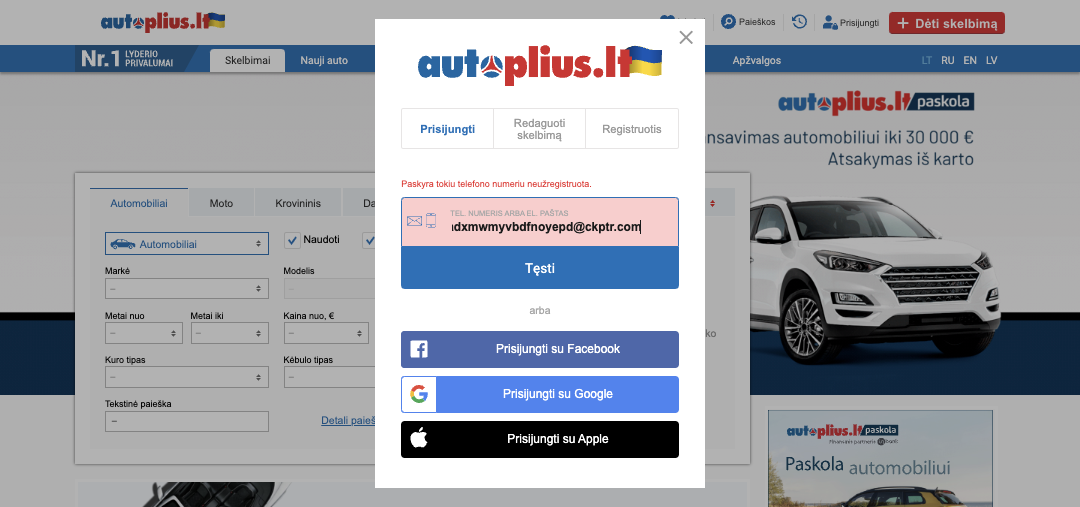 autoplius.lt
Paieškos
Prisijungti
+ Dėti skelbimą
Nr.1 LYDERIO
PRIVALUMAI
Skelbimai
Nauji auto
Apžvalgos
LT RU EN LV
autoplius.lt paskola
nsavimas automobiliui iki 30 000 €
Atsakymas iš karto
Automobiliai
Moto
Krovininis
Da
Automobiliai
Naudoti
Markė
Modelis
–
–
Metai nuo
Metai iki
Kaina nuo, €
–
–
–
ko
Kuro tipas
Kėbulo tipas
–
–
Tekstinė paieška
–
Detali paieš
autoplius.lt
Prisijungti
Redaguoti
skelbimą
Registruotis
Paskyra tokiu telefono numeriu neužregistruota.
TEL. NUMERIS ARBA EL. PAŠTAS
dxmwmyvbdfnoyepd@ckptr.com
Tęsti
arba
Prisijungti su Facebook
Prisijungti su Google
Prisijungti su Apple
autoplius.lt paskola
Paskola automobiliui